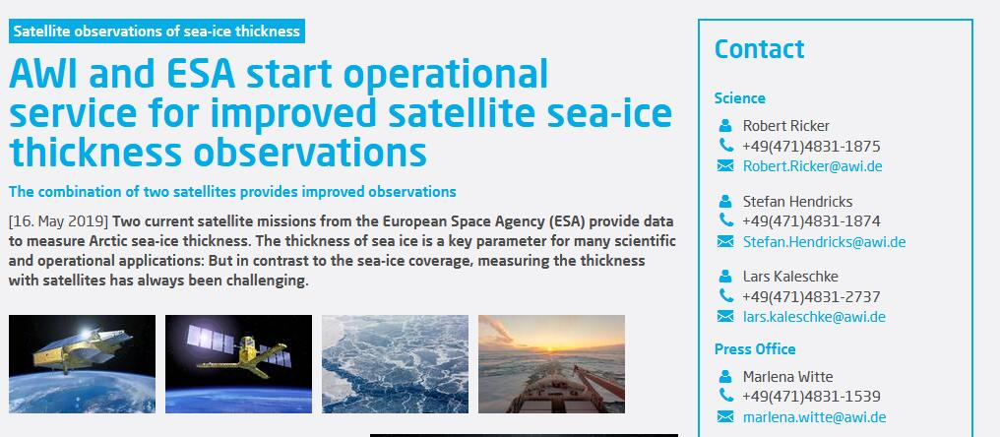 Satellite observations of sea-ice thickness
AWI and ESA start operational
service for improved satellite sea-ice
thickness observations
The combination of two satellites provides improved observations
[16. May 2019] Two current satellite missions from the European Space Agency (ESA) provide data
to measure Arctic sea-ice thickness. The thickness of sea ice is a key parameter for many scientific
and operational applications: But in contrast to the sea-ice coverage, measuring the thickness
with satellites has always been challenging.
Contact
Science
Robert Ricker
+49(471)4831-1875
Robert.Ricker@awi.de
Stefan Hendricks
+49(471)4831-1874
Stefan.Hendricks@awi.de
Lars Kaleschke
+49(471)4831-2737
lars.kaleschke@awi.de
Press Office
Marlena Witte
+49(471)4831-1539
marlena.witte@awi.de